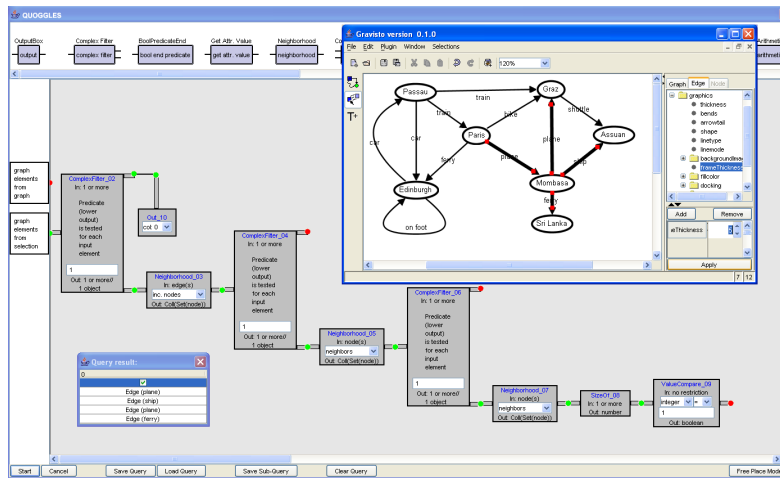 QUOGGLES
OutputBox
output
Complex Filter
complex filter
BoolPredicateEnd
bool end predicate
Get Attr. Value
get attr. value
Neighborhood
neighborhood
Gravisto version 0.1.0
File Edit Plugin Window Selections
120%
T+
Passau
train
Graz
train
bike
shuttle
car
car
Paris
plane
Assuan
ferry
plane
ship
Edinburgh
Mombasa
ferry
on foot
Sri Lanka
Graph Edge Node
graphics
thickness
bends
arrowtail
shape
linetype
linemode
backgroundImag
frameThickness
fillcolor
docking
Add Remove
eThickness
Apply
7 12
graph
elements
from
graph
graph
elements
from
selection
ComplexFilter_02
In: 1 or more
Predicate
(lower
output)
is tested
for each
input
element
1
Out: 1 or more//
1 object
Out_10
col: 0
Neighborhood_03
In: edge(s)
inc. nodes
Out: Coll(Set(node))
ComplexFilter_04
In: 1 or more
Predicate
(lower
output)
is tested
for each
input
element
1
Out: 1 or more//
1 object
Neighborhood_05
In: node(s)
neighbors
Out: Coll(Set(node))
ComplexFilter_06
In: 1 or more
Predicate
(lower
output)
is tested
for each
input
element
1
Out: 1 or more//
1 object
Neighborhood_07
In: node(s)
neighbors
Out: Coll(Set(node))
SizeOf_08
In: 1 or more
Out: number
ValueCompare_09
In: no restriction
integer =
1
Out: boolean
Query result:
0
Edge (plane)
Edge (ship)
Edge (plane)
Edge (ferry)
Start Cancel Save Query Load Query Save Sub-Query Clear Query Free Place Mode